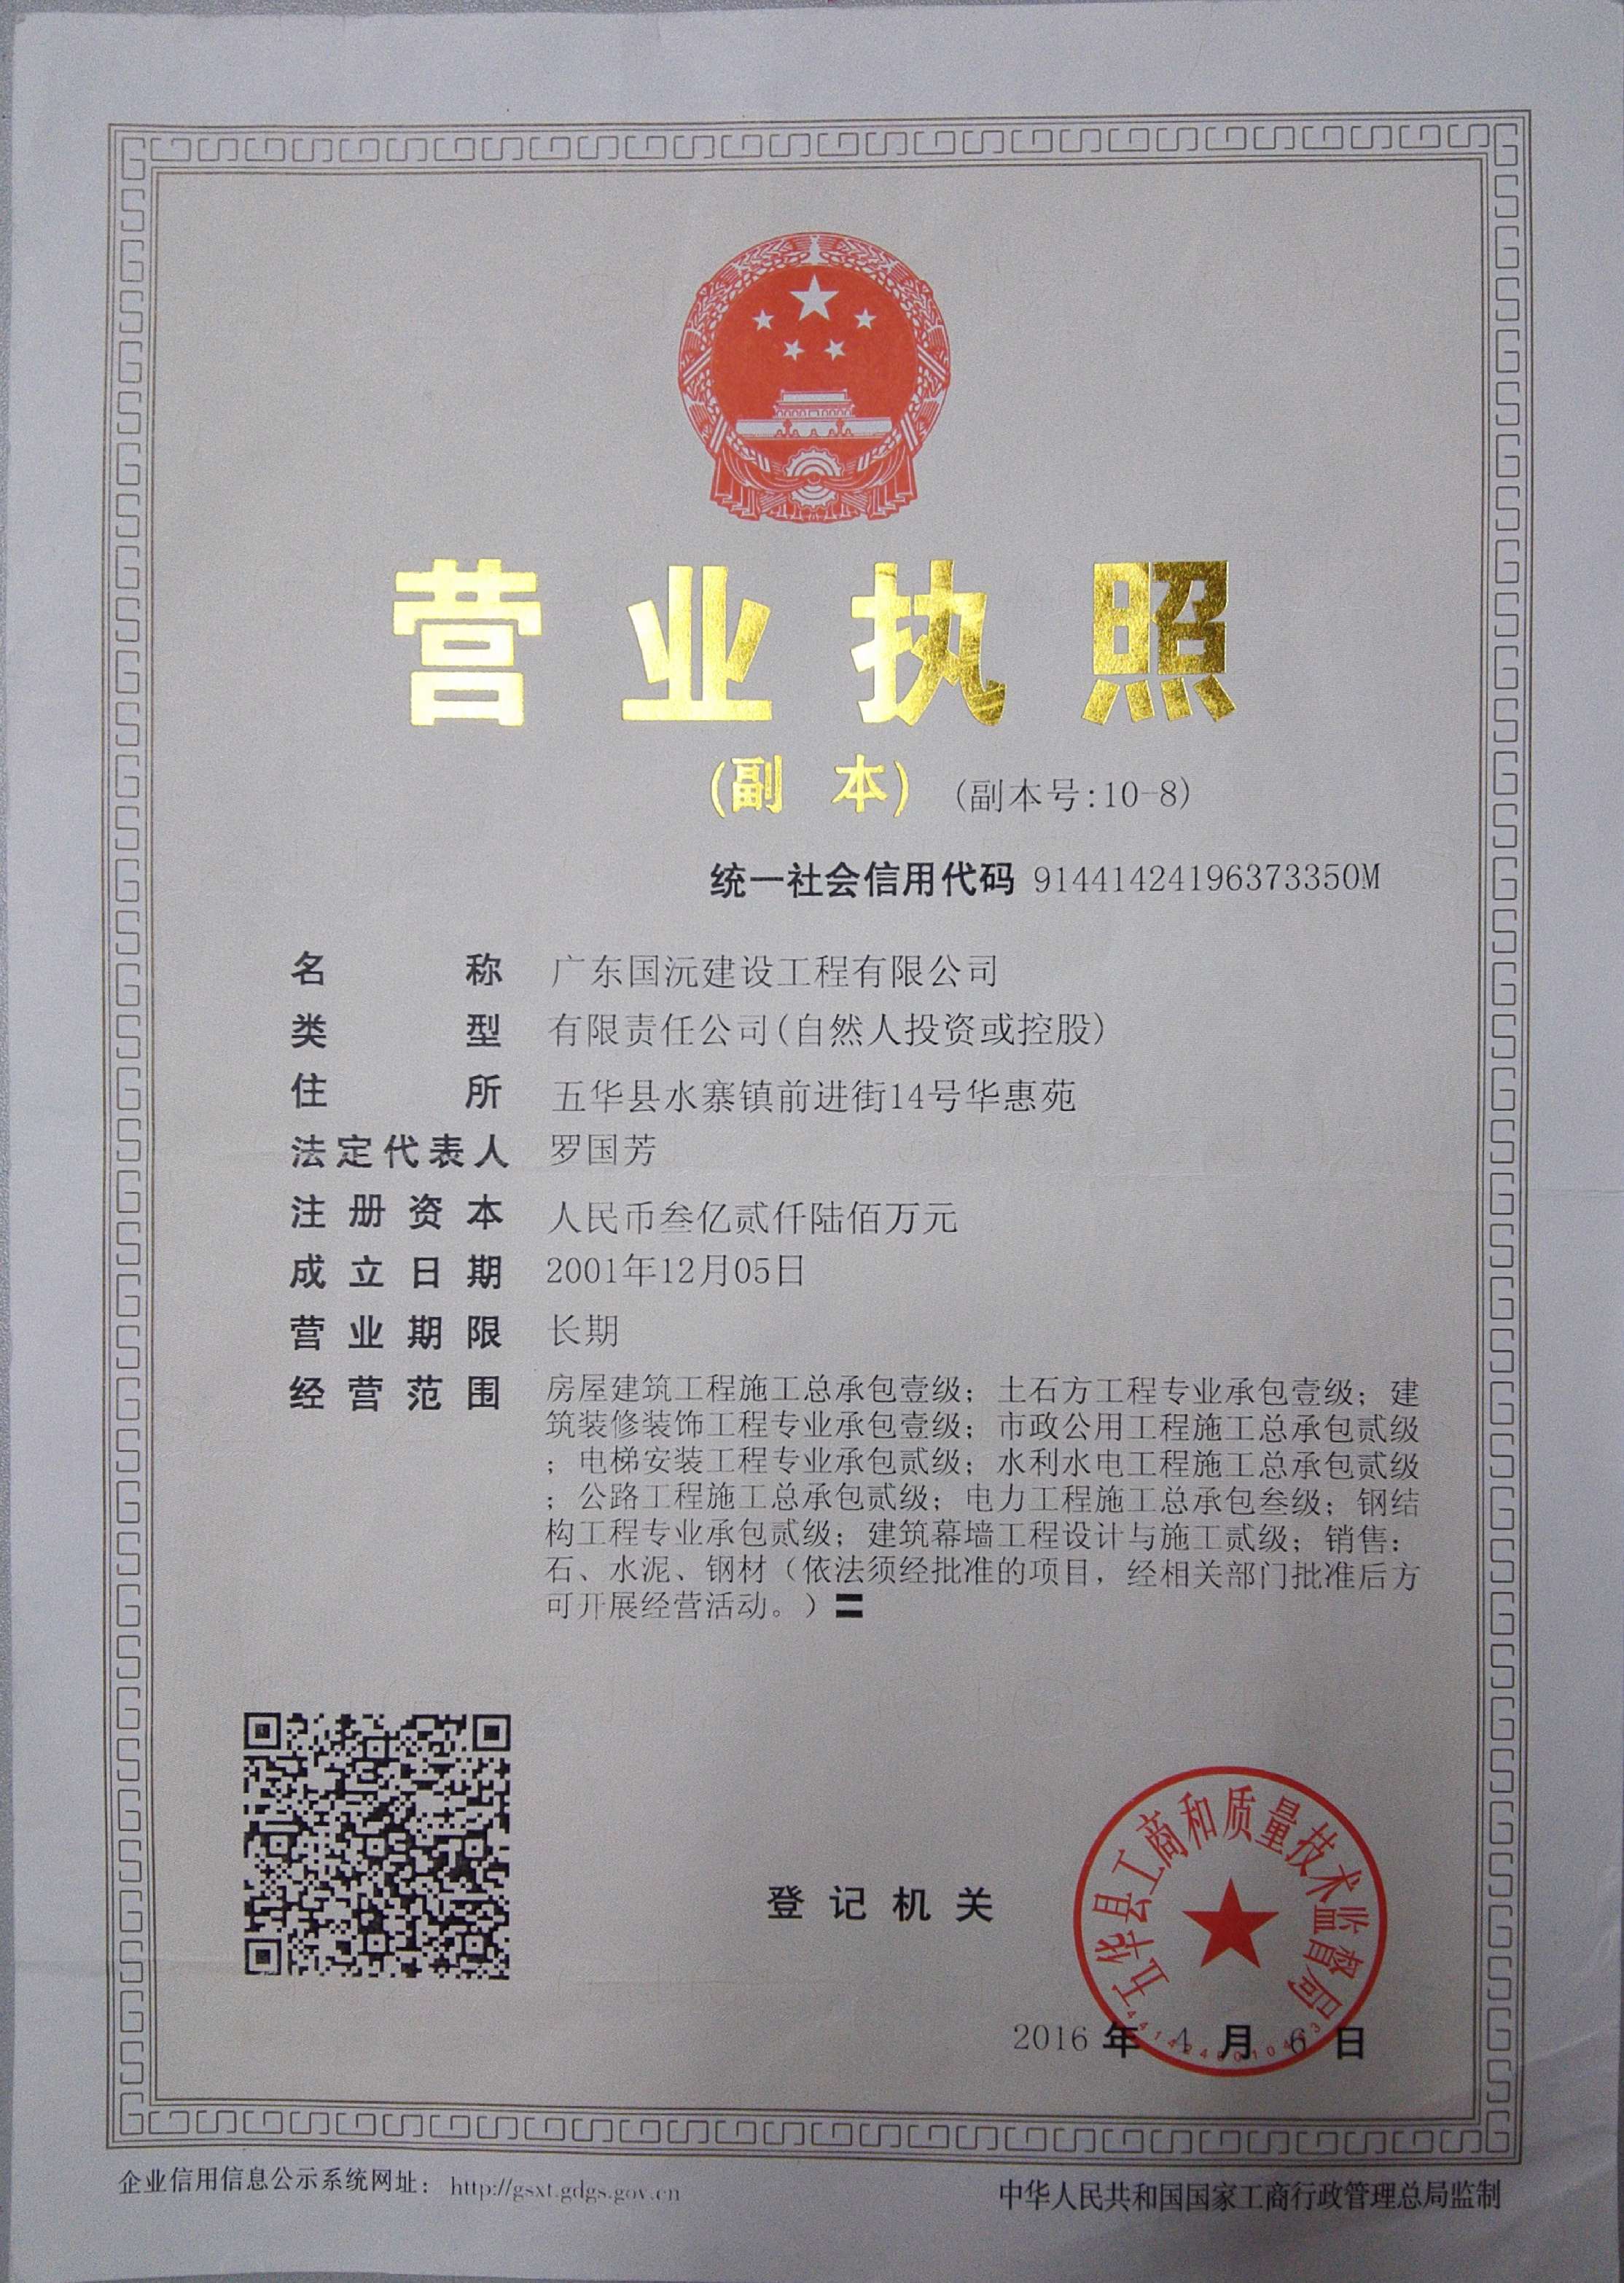 营业执照
(副 本) (副本号:10-8)
统一社会信用代码 91441424196373350M
名称 广东国沅建设工程有限公司
类型 有限责任公司(自然人投资或控股)
住所 五华县水寨镇前进街14号华惠苑
法定代表人 罗国芳
注册资本 人民币叁亿贰仟陆佰万元
成立日期 2001年12月05日
营业期限 长期
经营范围 房屋建筑工程施工总承包壹级；土石方工程专业承包壹级；建
筑装修装饰工程专业承包壹级；市政公用工程施工总承包贰级
；电梯安装工程专业承包贰级；水利水电工程施工总承包贰级
；公路工程施工总承包贰级；电力工程施工总承包叁级；钢结
构工程专业承包贰级；建筑幕墙工程设计与施工贰级；销售：
石、水泥、钢材（依法须经批准的项目，经相关部门批准后方
可开展经营活动。）〓
登记机关
五华县工商和质量技术监督局
2016 年 4 月 6 日
企业信用信息公示系统网址： http://gsxt.gdgs.gov.cn
中华人民共和国国家工商行政管理总局监制